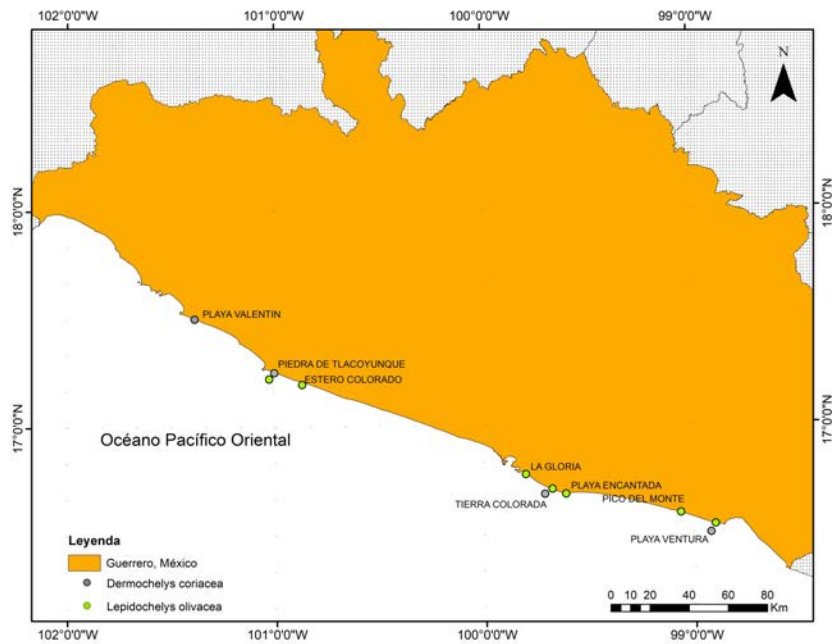 102°0'0"W 101°0'0"W 100°0'0"W 99°0'0"W
N
18°0'0"N 18°0'0"N
PLAYA VALENTIN
PIEDRA DE TLACOYUNQUE
ESTERO COLORADO
17°0'0"N 17°0'0"N
Océano Pacífico Oriental
LA GLORIA
PLAYA ENCANTADA
TIERRA COLORADA
PICO DEL MONTE
PLAYA VENTURA
Leyenda
Guerrero, México
Dermochelys coriacea
Lepidochelys olivacea
0 10 20 40 60 80
Km
102°0'0"W 101°0'0"W 100°0'0"W 99°0'0"W